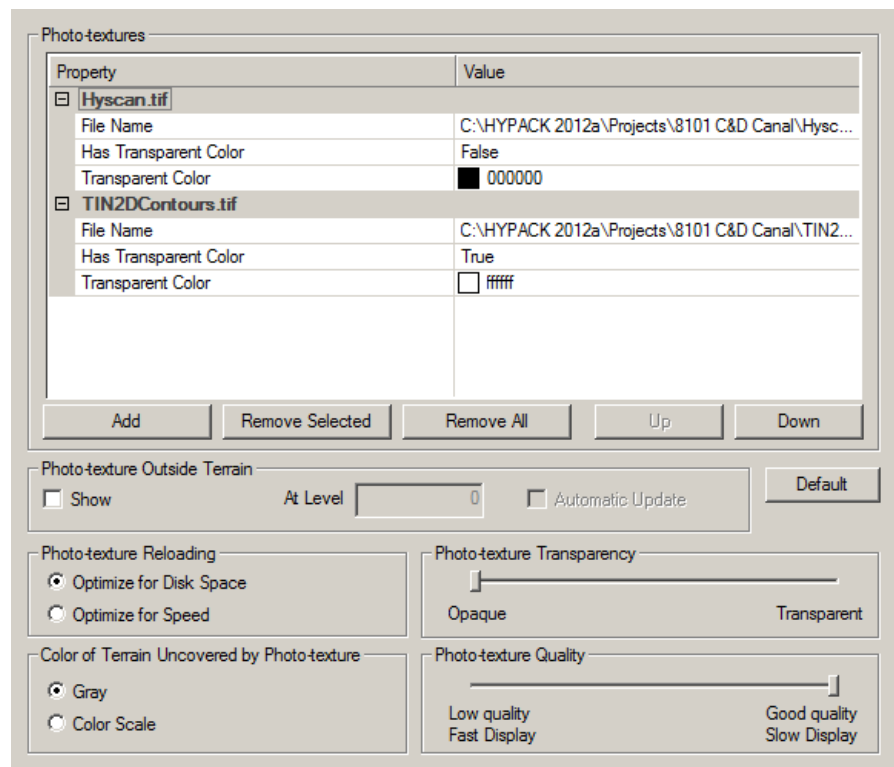 Photo-textures
Property Value
Hyscan.tif
File Name C:\HYPACK 2012a\Projects\8101 C&D Canal\Hysc...
Has Transparent Color False
Transparent Color 000000
TIN2DContours.tif
File Name C:\HYPACK 2012a\Projects\8101 C&D Canal\TIN2...
Has Transparent Color True
Transparent Color ffffff
Add Remove Selected Remove All Up Down
Photo-texture Outside Terrain
Show At Level 0 Automatic Update Default
Photo-texture Reloading
Optimize for Disk Space
Optimize for Speed
Photo-texture Transparency
Opaque Transparent
Color of Terrain Uncovered by Photo-texture
Gray
Color Scale
Photo-texture Quality
Low quality Good quality
Fast Display Slow Display